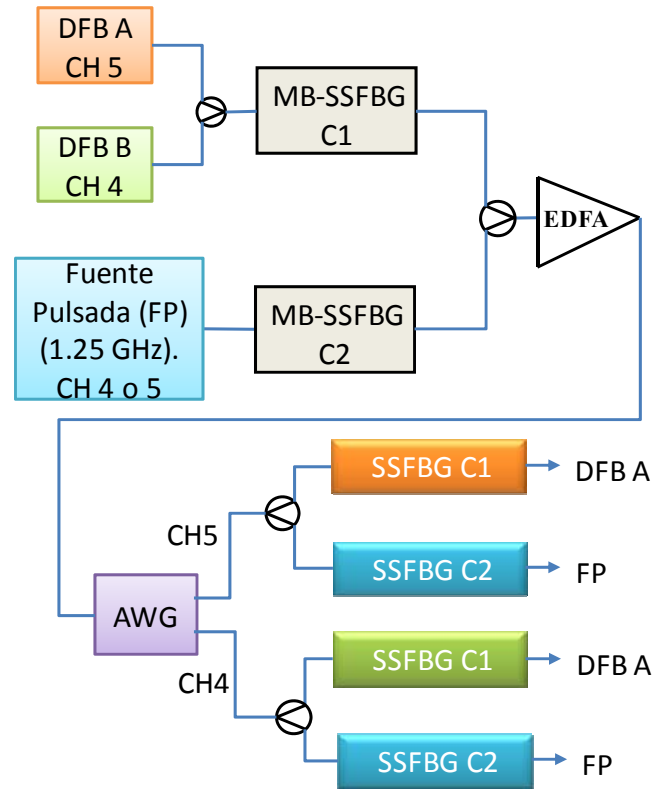 DFB A
CH 5
DFB B
CH 4
MB-SSFBG
C1
Fuente
Pulsada (FP)
(1.25 GHz).
CH 4 o 5
MB-SSFBG
C2
EDFA
AWG
CH5
SSFBG C1
DFB A
SSFBG C2
FP
CH4
SSFBG C1
DFB A
SSFBG C2
FP